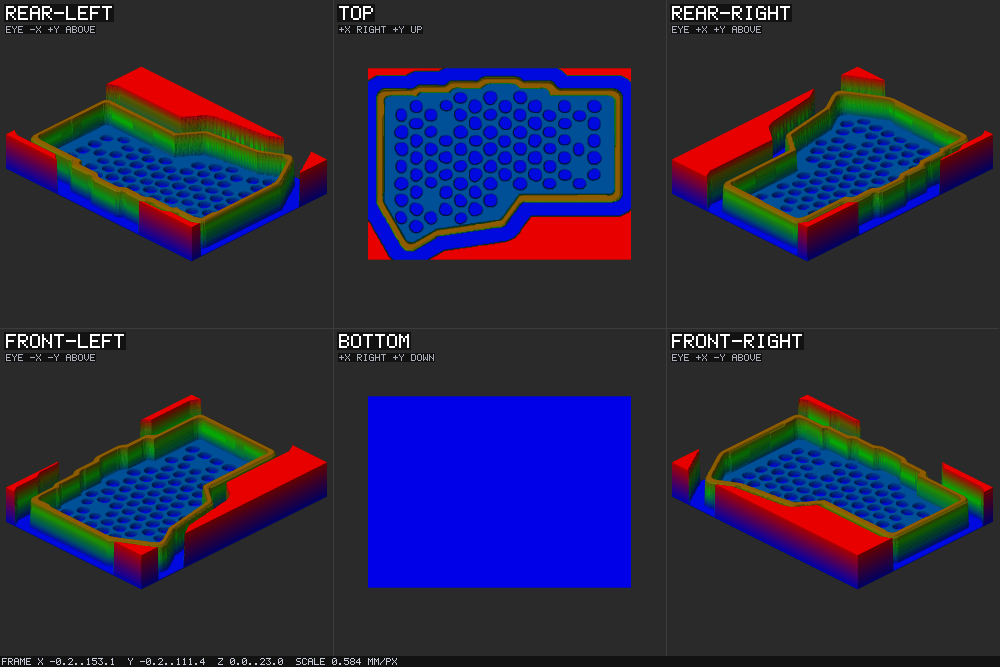 REAR-LEFT
EYE -X +Y ABOVE
TOP
+X RIGHT +Y UP
REAR-RIGHT
EYE +X +Y ABOVE
FRONT-LEFT
EYE -X -Y ABOVE
BOTTOM
+X RIGHT +Y DOWN
FRONT-RIGHT
EYE +X -Y ABOVE
FRAME X -0.2..153.1 Y -0.2..111.4 Z 0.0..23.0 SCALE 0.584 MM/PX